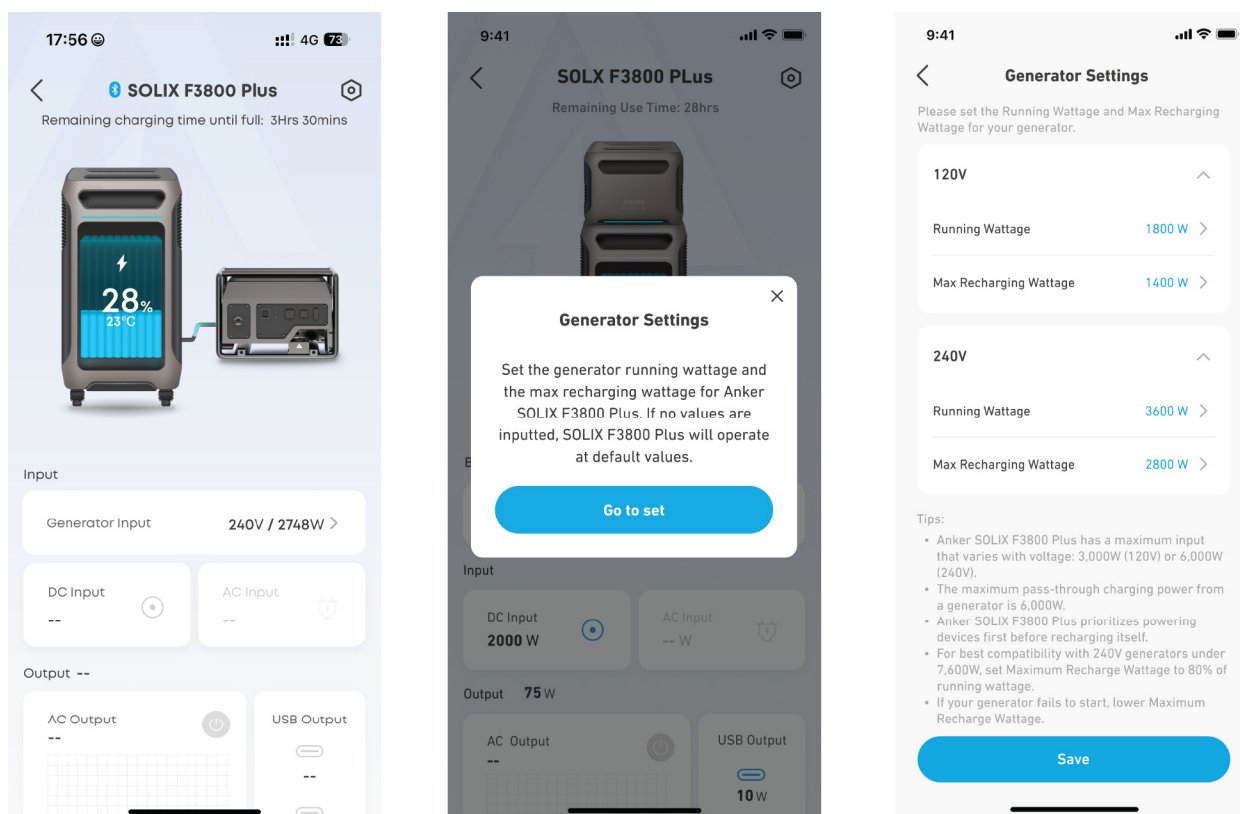 17:56
4G 73
SOLIX F3800 Plus
Remaining charging time until full: 3Hrs 30mins
28%
23°C
Input
Generator Input 240V / 2748W
DC Input
--
AC Input
--
Output --
AC Output
--
USB Output
--
9:41
SOLX F3800 PLus
Remaining Use Time: 28hrs
ANKER
Generator Settings
Set the generator running wattage and
the max recharging wattage for Anker
SOLIX F3800 Plus. If no values are
inputted, SOLIX F3800 Plus will operate
at default values.
Go to set
Input
DC Input
2000 W
AC Input
-- W
Output 75 W
AC Output
--
USB Output
10 W
9:41
Generator Settings
Please set the Running Wattage and Max Recharging
Wattage for your generator.
120V
Running Wattage 1800 W
Max Recharging Wattage 1400 W
240V
Running Wattage 3600 W
Max Recharging Wattage 2800 W
Tips:
• Anker SOLIX F3800 Plus has a maximum input
that varies with voltage: 3,000W (120V) or 6,000W
(240V).
• The maximum pass-through charging power from
a generator is 6,000W.
• Anker SOLIX F3800 Plus prioritizes powering
devices first before recharging itself.
• For best compatibility with 240V generators under
7,600W, set Maximum Recharge Wattage to 80% of
running wattage.
• If your generator fails to start, lower Maximum
Recharge Wattage.
Save